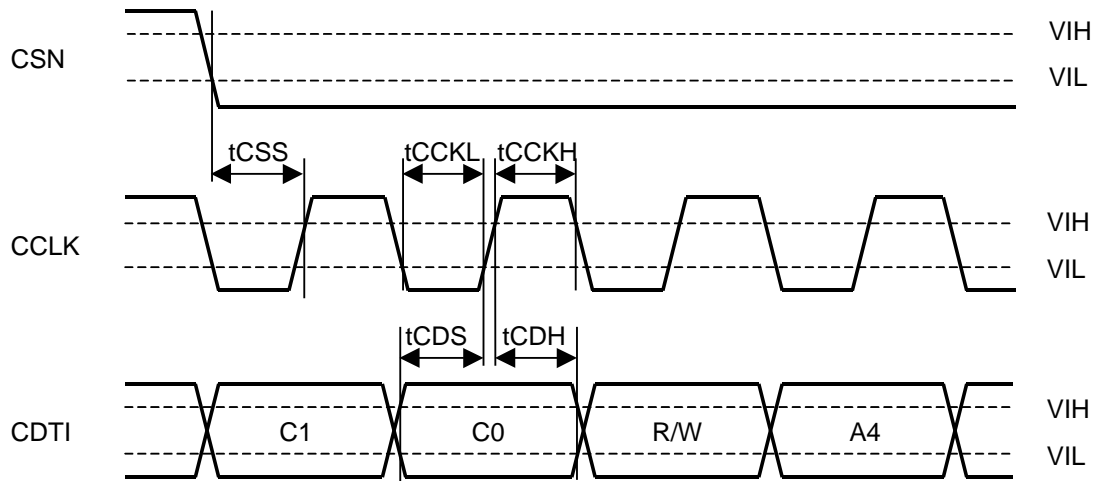 VIH
CSN
VIL
tCSS tCCKL tCCKH
VIH
CCLK
VIL
tCDS tCDH
VIH
CDTI C1 C0 R/W A4
VIL